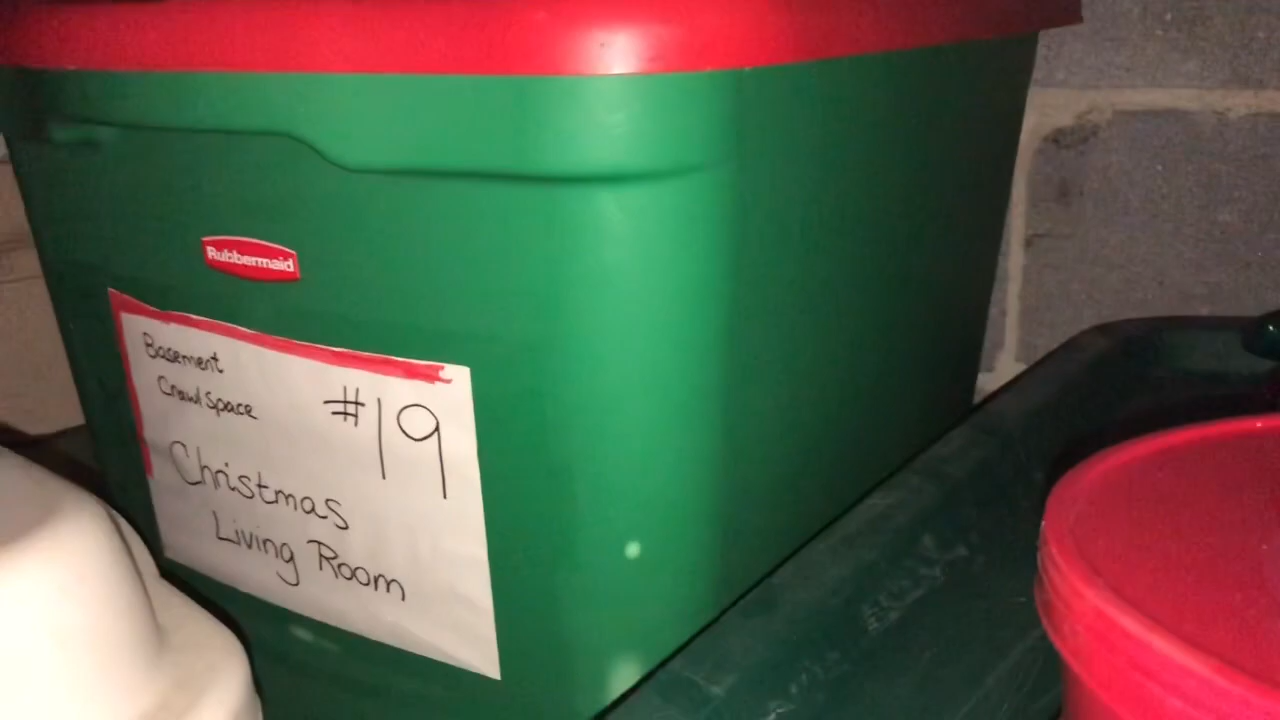 Rubbermaid
Basement
Crawl Space
#19
Christmas
Living Room